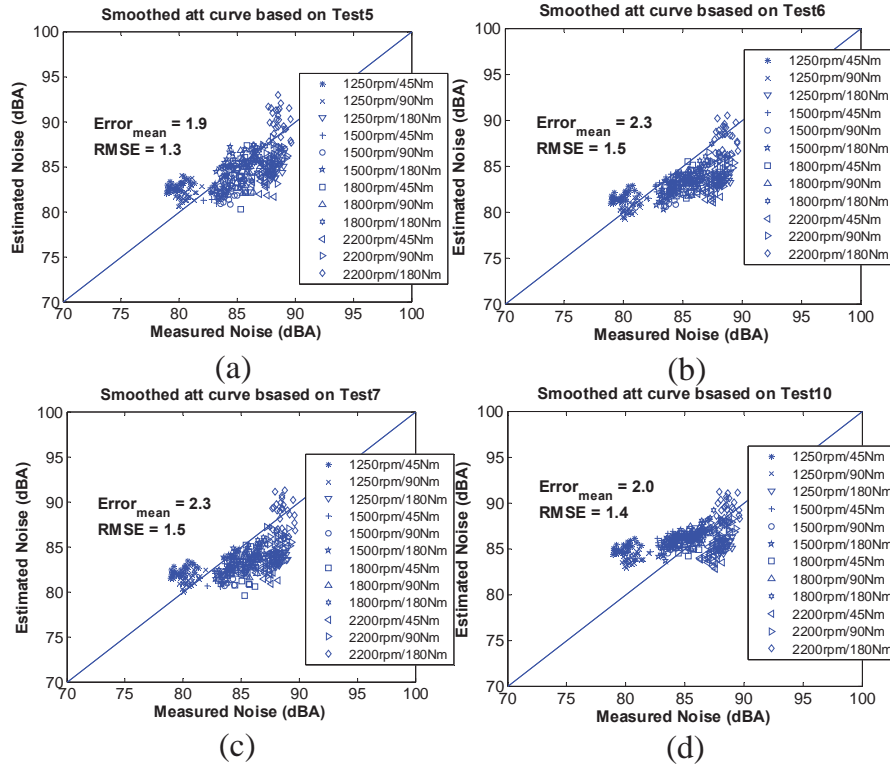 Smoothed att curve bsased on Test5
100
95
90
85
80
75
70
Estimated Noise (dBA)
Error_mean = 1.9
RMSE = 1.3
1250rpm/45Nm
1250rpm/90Nm
1250rpm/180Nm
1500rpm/45Nm
1500rpm/90Nm
1500rpm/180Nm
1800rpm/45Nm
1800rpm/90Nm
1800rpm/180Nm
2200rpm/45Nm
2200rpm/90Nm
2200rpm/180Nm
70 75 80 85 90 95 100
Measured Noise (dBA)
(a)
Smoothed att curve bsased on Test6
100
95
90
85
80
75
70
Estimated Noise (dBA)
Error_mean = 2.3
RMSE = 1.5
1250rpm/45Nm
1250rpm/90Nm
1250rpm/180Nm
1500rpm/45Nm
1500rpm/90Nm
1500rpm/180Nm
1800rpm/45Nm
1800rpm/90Nm
1800rpm/180Nm
2200rpm/45Nm
2200rpm/90Nm
2200rpm/180Nm
70 75 80 85 90 95 100
Measured Noise (dBA)
(b)
Smoothed att curve bsased on Test7
100
95
90
85
80
75
70
Estimated Noise (dBA)
Error_mean = 2.3
RMSE = 1.5
1250rpm/45Nm
1250rpm/90Nm
1250rpm/180Nm
1500rpm/45Nm
1500rpm/90Nm
1500rpm/180Nm
1800rpm/45Nm
1800rpm/90Nm
1800rpm/180Nm
2200rpm/45Nm
2200rpm/90Nm
2200rpm/180Nm
70 75 80 85 90 95 100
Measured Noise (dBA)
(c)
Smoothed att curve bsased on Test10
100
95
90
85
80
75
70
Estimated Noise (dBA)
Error_mean = 2.0
RMSE = 1.4
1250rpm/45Nm
1250rpm/90Nm
1250rpm/180Nm
1500rpm/45Nm
1500rpm/90Nm
1500rpm/180Nm
1800rpm/45Nm
1800rpm/90Nm
1800rpm/180Nm
2200rpm/45Nm
2200rpm/90Nm
2200rpm/180Nm
70 75 80 85 90 95 100
Measured Noise (dBA)
(d)